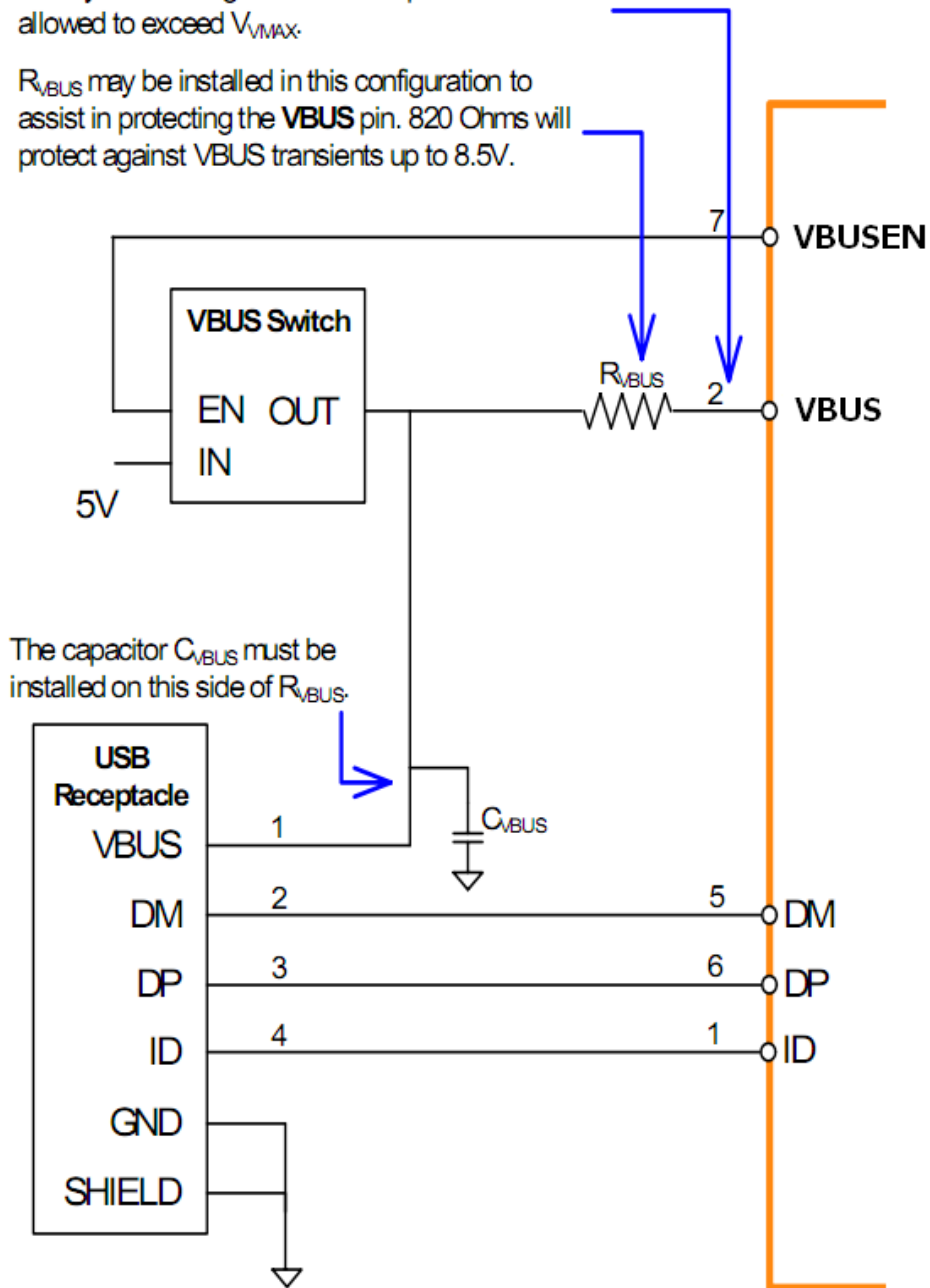 allowed to exceed VVMAX.
RVBUS may be installed in this configuration to
assist in protecting the VBUS pin. 820 Ohms will
protect against VBUS transients up to 8.5V.
7
VBUSEN
VBUS Switch
RVBUS
2
EN OUT
VBUS
IN
5V
The capacitor CVBUS must be
installed on this side of RVBUS.
USB
Receptacle
CVBUS
VBUS
1
DM
2
5
DM
DP
3
6
DP
ID
4
1
ID
GND
SHIELD